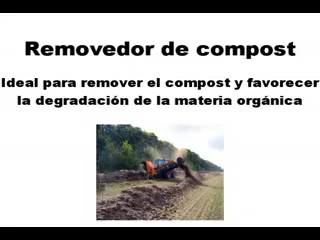 Removedor de compost
Ideal para remover el compost y favorecer
la degradación de la materia orgánica